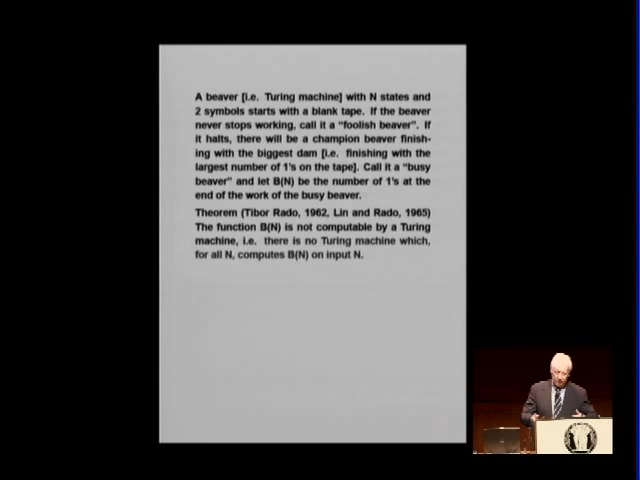 A beaver [i.e. Turing machine] with N states and
2 symbols starts with a blank tape. If the beaver
never stops working, call it a “foolish beaver”. If
it halts, there will be a champion beaver finish-
ing with the biggest dam [i.e. finishing with the
largest number of 1’s on the tape]. Call it a “busy
beaver” and let B(N) be the number of 1’s at the
end of the work of the busy beaver.
Theorem (Tibor Rado, 1962, Lin and Rado, 1965)
The function B(N) is not computable by a Turing
machine, i.e. there is no Turing machine which,
for all N, computes B(N) on input N.